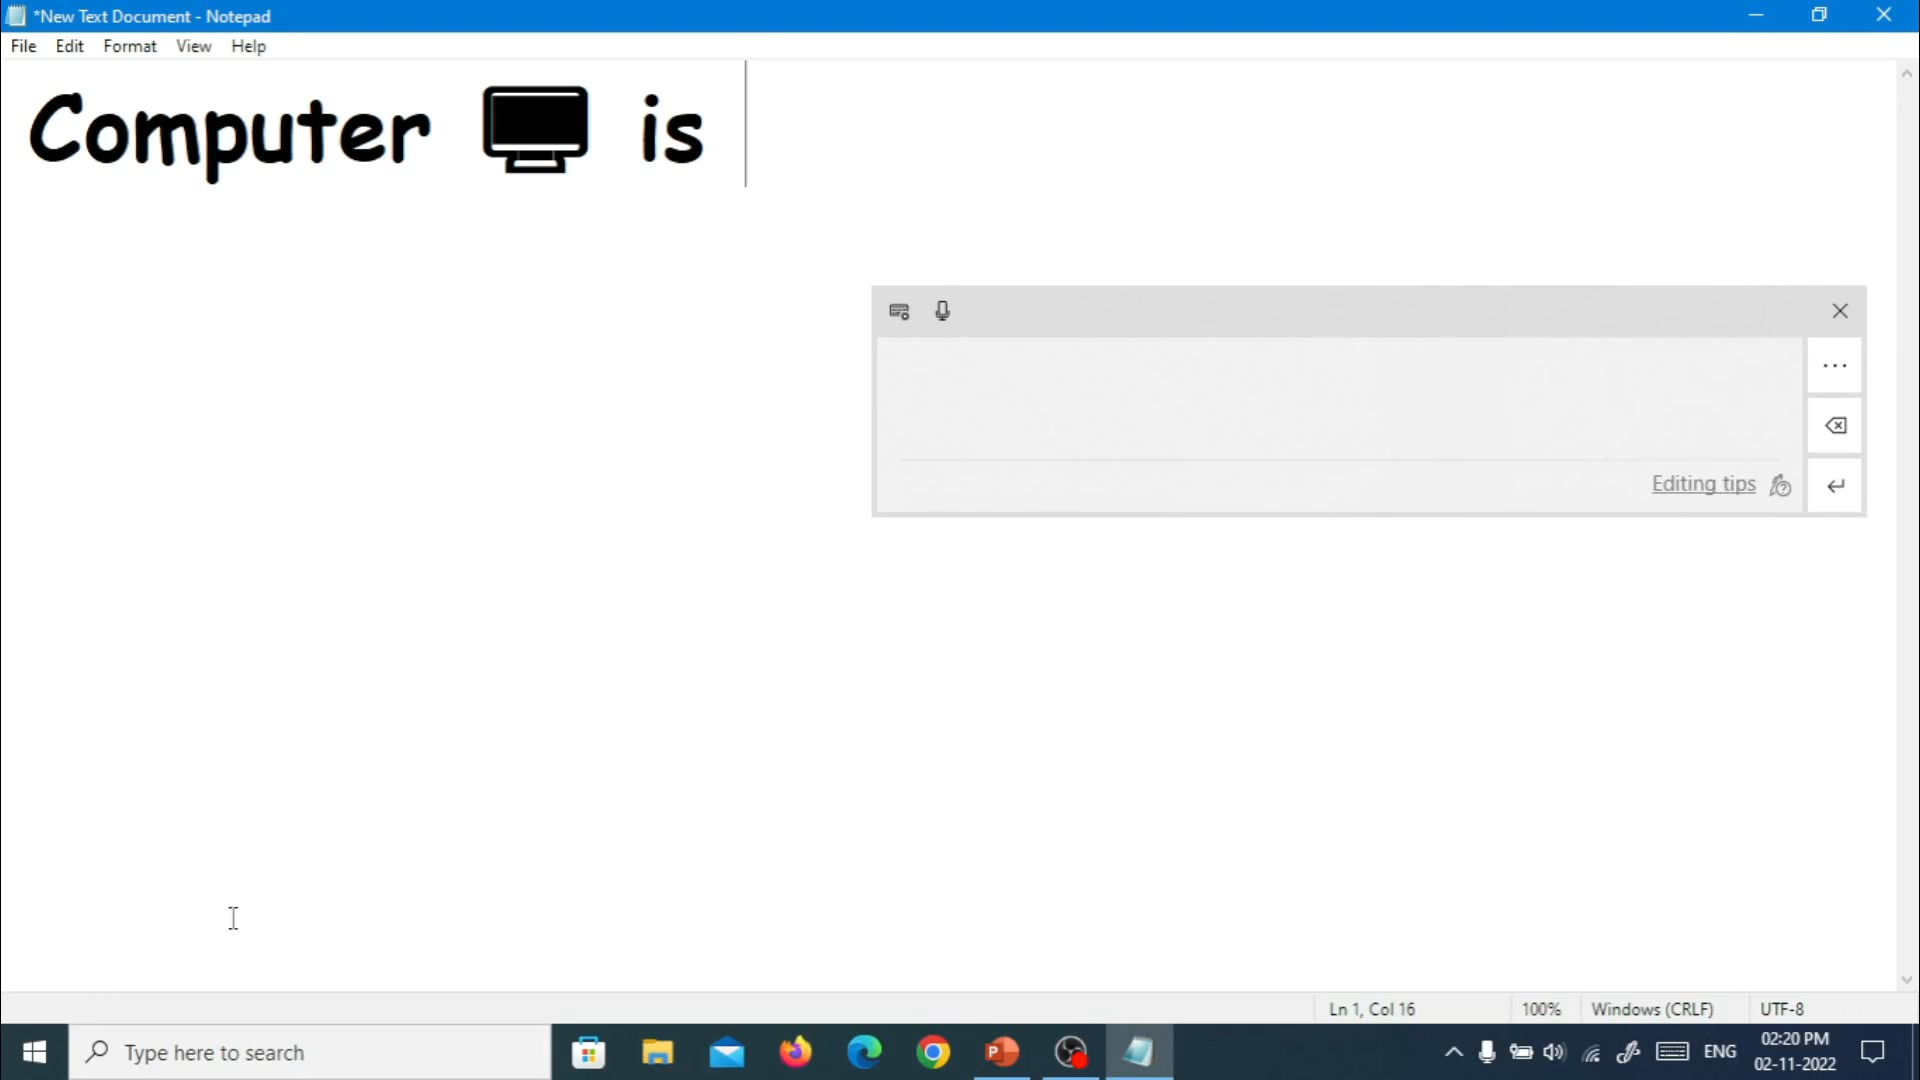 *New Text Document - Notepad
File Edit Format View Help
Computer 🖥 is
Editing tips
Ln 1, Col 16 100% Windows (CRLF) UTF-8
Type here to search
ENG
02:20 PM
02-11-2022